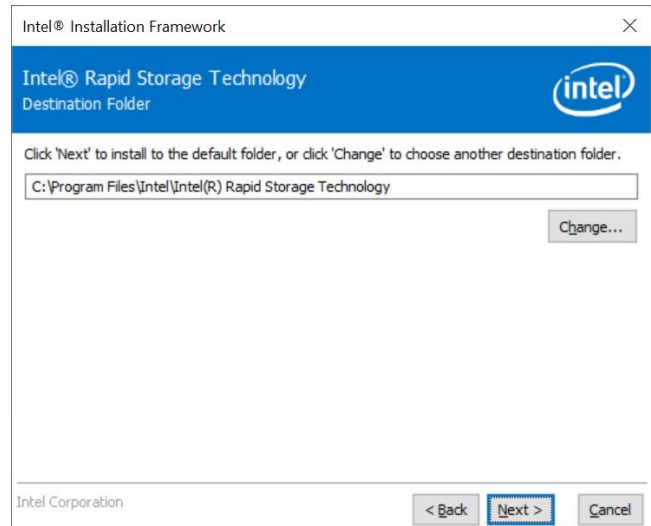 Intel® Installation Framework
Intel® Rapid Storage Technology
Destination Folder
intel
Click 'Next' to install to the default folder, or click 'Change' to choose another destination folder.
C:\Program Files\Intel\Intel(R) Rapid Storage Technology
Change...
Intel Corporation
< Back
Next >
Cancel